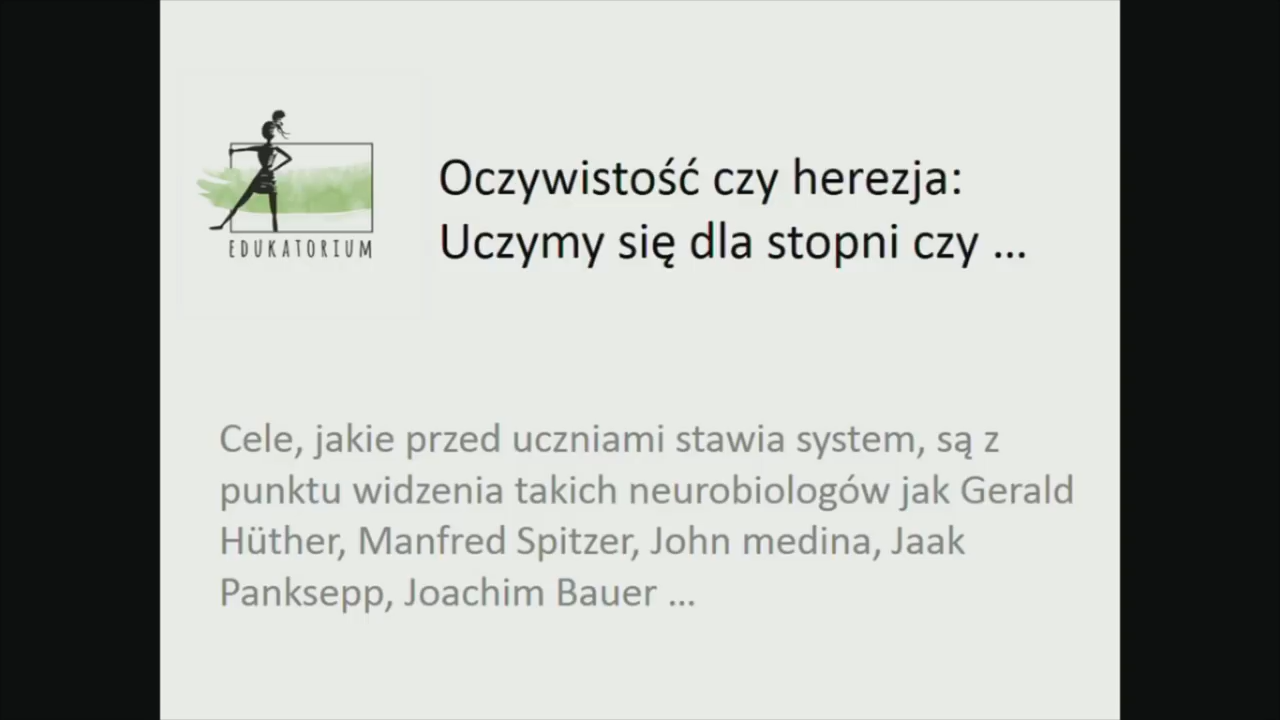 EDUKATORIUM
Oczywistość czy herezja:
Uczymy się dla stopni czy ...
Cele, jakie przed uczniami stawia system, są z
punktu widzenia takich neurobiologów jak Gerald
Hüther, Manfred Spitzer, John medina, Jaak
Panksepp, Joachim Bauer ...